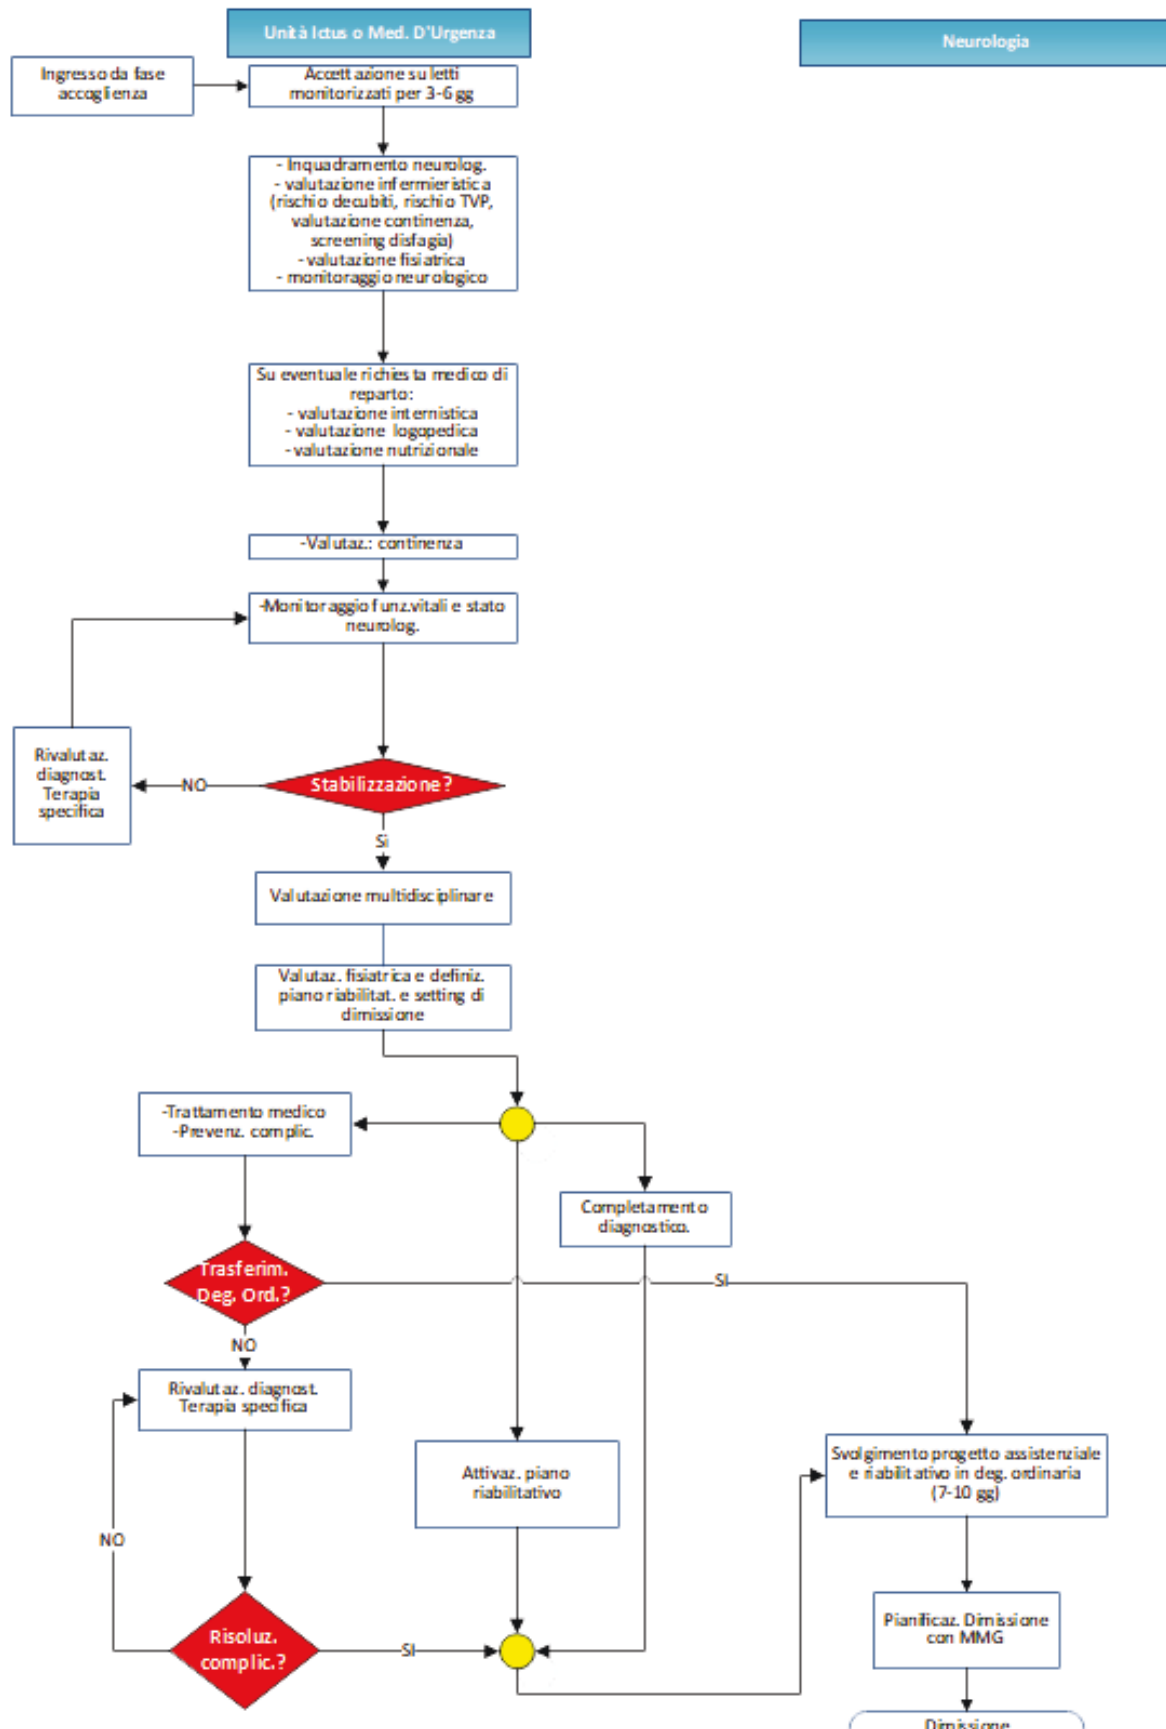 Unità Ictus o Med. D'Urgenza
Neurologia
Ingresso da fase
accoglienza
Accettazione su letti
monitorizzati per 3-6 gg
- Inquadramento neurolog.
- valutazione infermieristica
(rischio decubiti, rischio TVP,
valutazione continenza,
screening disfagia)
- valutazione fisiatrica
- monitoraggio neurologico
Su eventuale richiesta medico di
reparto:
- valutazione internistica
- valutazione logopedica
- valutazione nutrizionale
-Valutaz.: continenza
-Monitoraggio funz.vitali e stato
neurolog.
Rivalutaz.
diagnost.
Terapia
specifica
NO
Stabilizzazione?
Si
Valutazione multidisciplinare
Valutaz. fisiatrica e definiz.
piano riabilitat. e setting di
dimissione
-Trattamento medico
-Prevenz. complic.
Completamento
diagnostico.
Trasferim.
Deg. Ord.?
SI
NO
Rivalutaz. diagnost.
Terapia specifica
Attivaz. piano
riabilitativo
Svolgimento progetto assistenziale
e riabilitativo in deg. ordinaria
(7-10 gg)
NO
Risoluz.
complic.?
SI
Pianificaz. Dimissione
con MMG
Dimissione